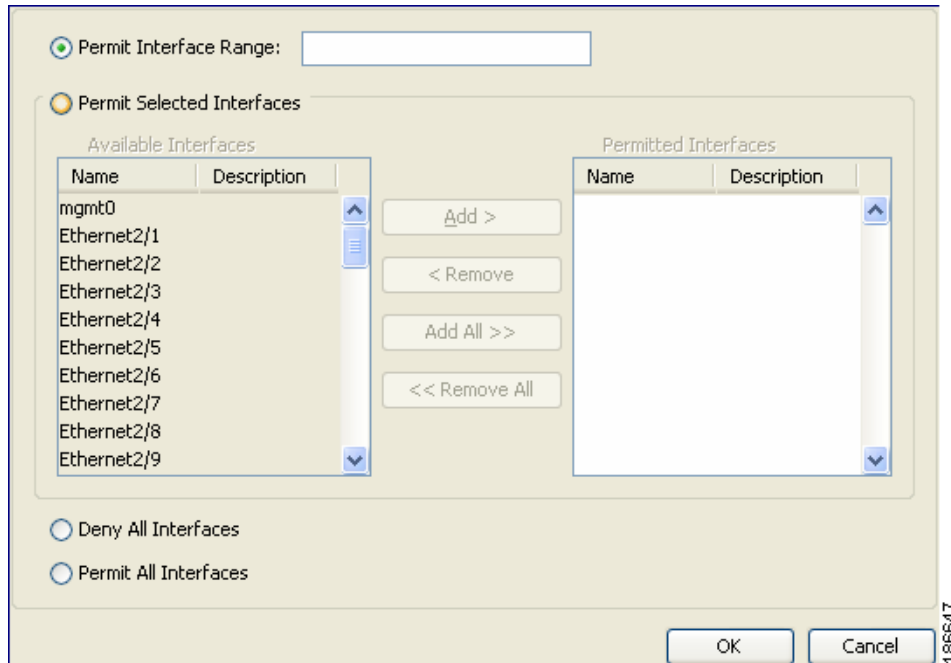 Permit Interface Range:
Permit Selected Interfaces
Available Interfaces
Permitted Interfaces
Name Description
Name Description
mgmt0
Ethernet2/1
Ethernet2/2
Ethernet2/3
Ethernet2/4
Ethernet2/5
Ethernet2/6
Ethernet2/7
Ethernet2/8
Ethernet2/9
Add >
< Remove
Add All >>
<< Remove All
Deny All Interfaces
Permit All Interfaces
OK
Cancel